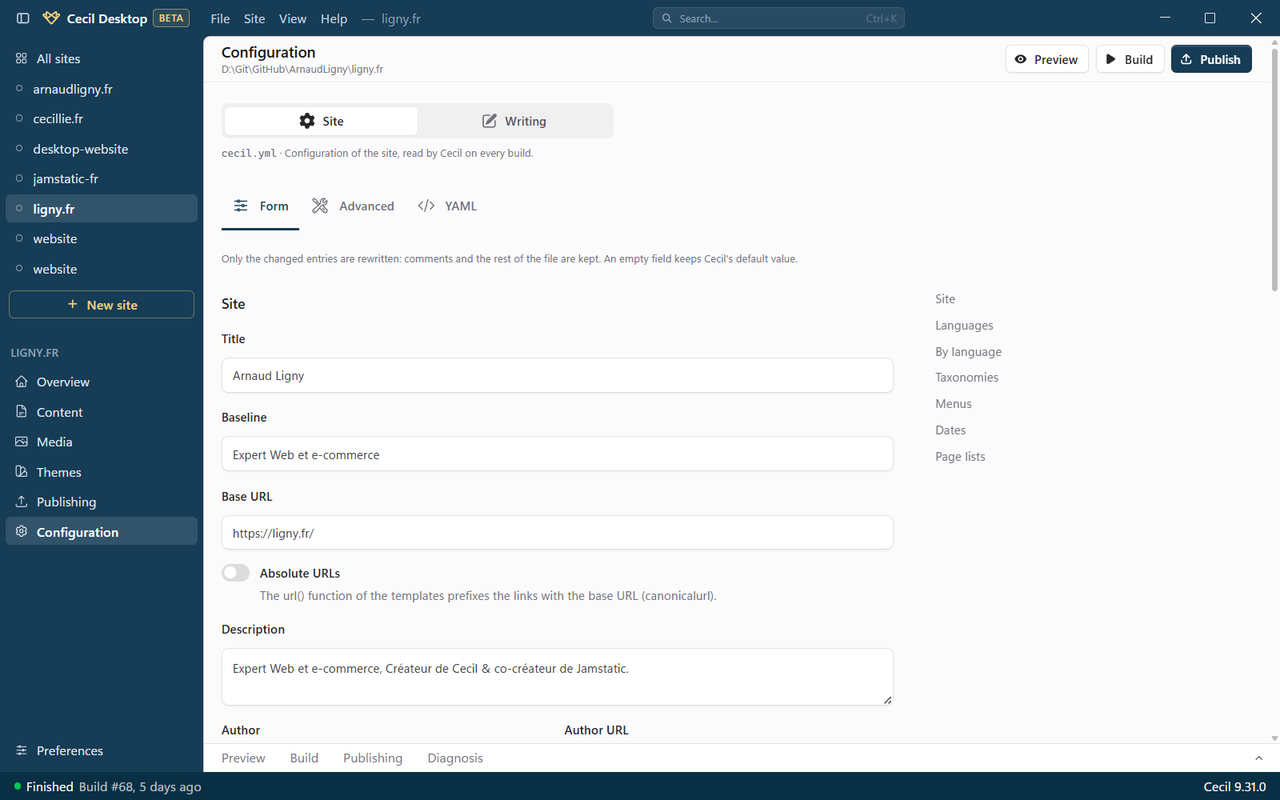 Cecil Desktop BETA File Site View Help — ligny.fr Search... Ctrl+K
All sites
arnaudligny.fr
cecillie.fr
desktop-website
jamstatic-fr
ligny.fr
website
website
+ New site
LIGNY.FR
Overview
Content
Media
Themes
Publishing
Configuration
Preferences
Configuration
D:\Git\GitHub\ArnaudLigny\ligny.fr
Preview Build Publish
Site Writing
cecil.yml · Configuration of the site, read by Cecil on every build.
Form Advanced </> YAML
Only the changed entries are rewritten: comments and the rest of the file are kept. An empty field keeps Cecil's default value.
Site
Title
Arnaud Ligny
Baseline
Expert Web et e-commerce
Base URL
https://ligny.fr/
Absolute URLs
The url() function of the templates prefixes the links with the base URL (canonicalurl).
Description
Expert Web et e-commerce, Créateur de Cecil & co-créateur de Jamstatic.
Author Author URL
Site
Languages
By language
Taxonomies
Menus
Dates
Page lists
Preview Build Publishing Diagnosis
Finished Build #68, 5 days ago Cecil 9.31.0